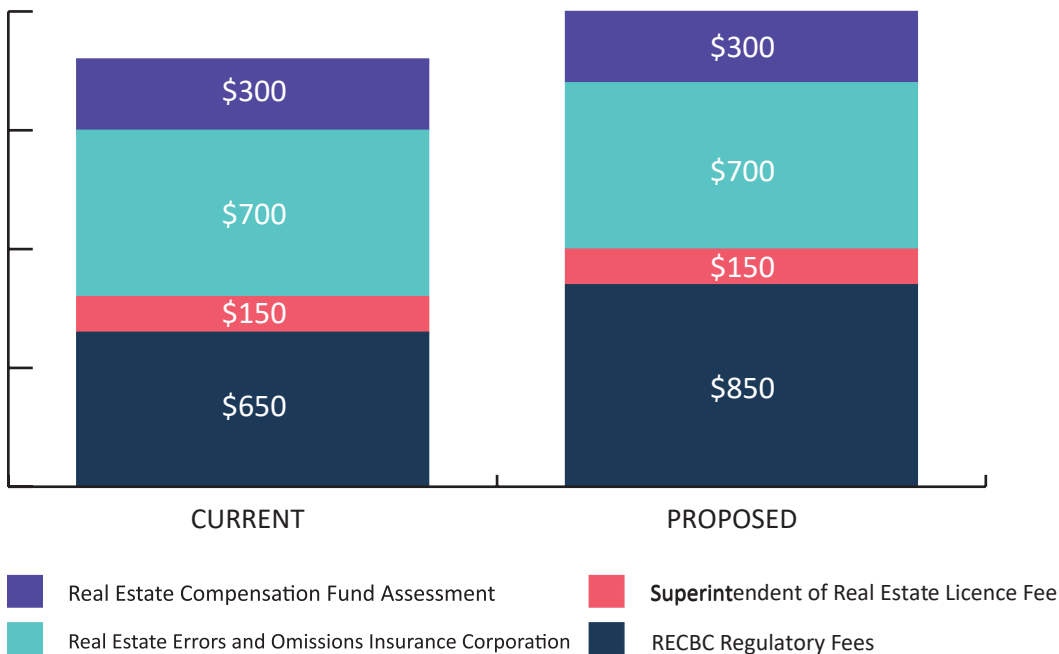 $300
$700
$150
$650
$300
$700
$150
$850
CURRENT
PROPOSED
Real Estate Compensation Fund Assessment
Superintendent of Real Estate Licence Fee
Real Estate Errors and Omissions Insurance Corporation
RECBC Regulatory Fees